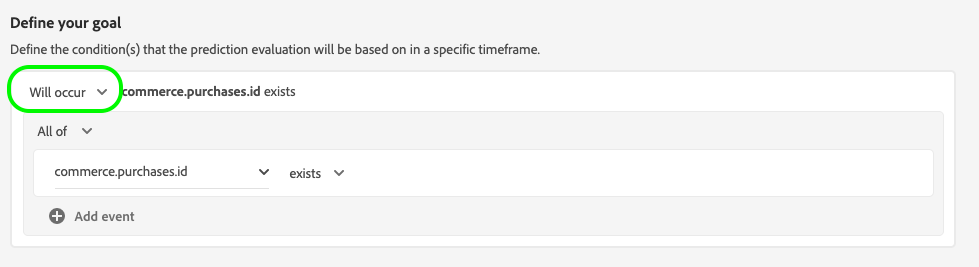 Define your goal
Define the condition(s) that the prediction evaluation will be based on in a specific timeframe.
Will occur commerce.purchases.id exists
All of
commerce.purchases.id exists
Add event